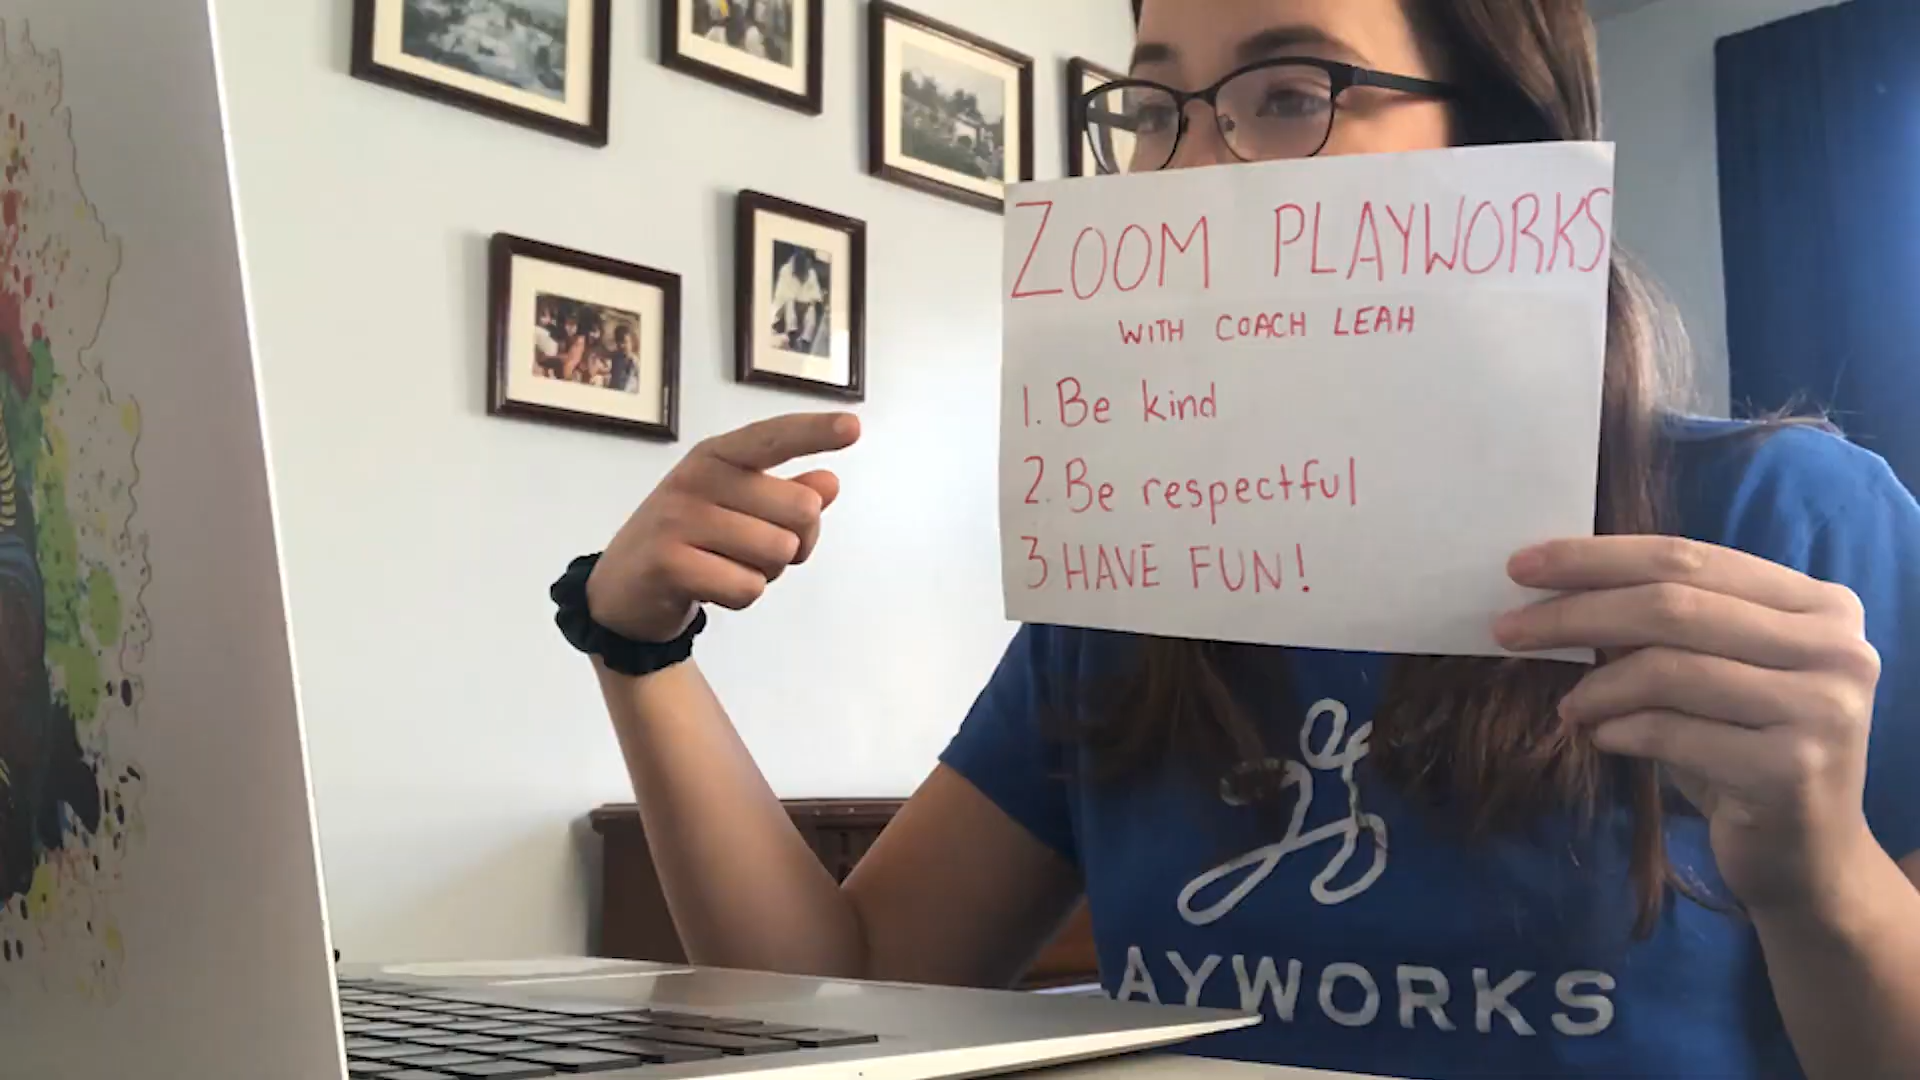 ZOOM PLAYWORKS
WITH COACH LEAH
1. Be kind
2. Be respectful
3 HAVE FUN!
AYWORKS